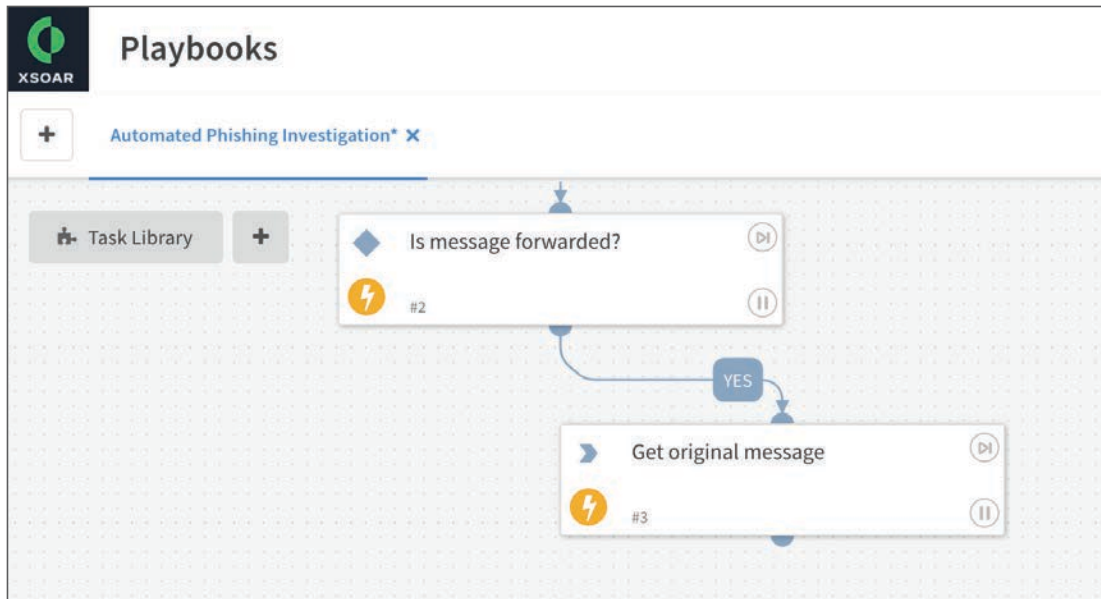 XSOAR
Playbooks
+
Automated Phishing Investigation* ×
Task Library +
Is message forwarded?
#2
YES
Get original message
#3